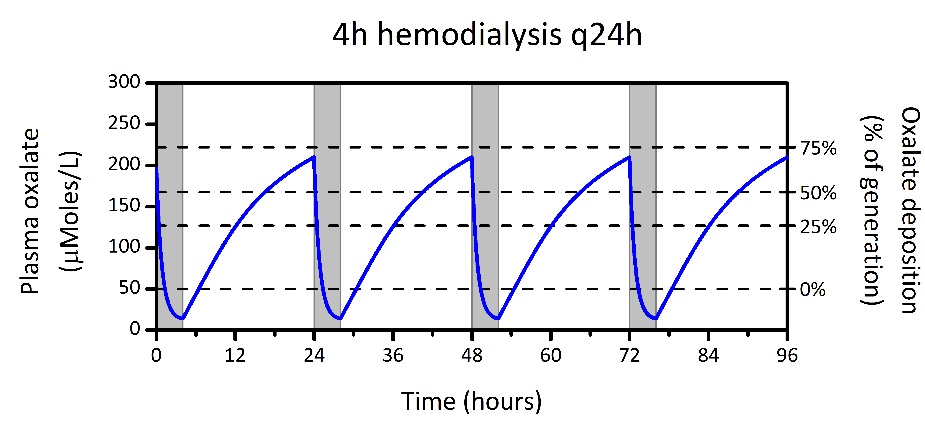 4h hemodialysis q24h
Plasma oxalate
(µMoles/L)
300
250
200
150
100
50
0
75%
50%
25%
0%
Oxalate deposition
(% of generation)
0 12 24 36 48 60 72 84 96
Time (hours)